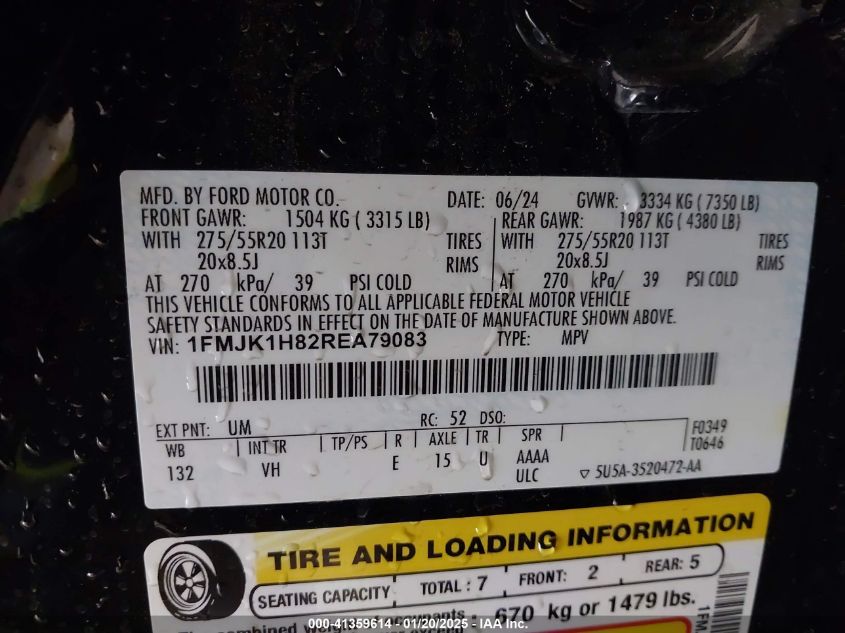 MFD. BY FORD MOTOR CO. DATE: 06/24 GVWR: 3334 KG ( 7350 LB)
FRONT GAWR: 1504 KG ( 3315 LB) REAR GAWR: 1987 KG ( 4380 LB)
WITH 275/55R20 113T TIRES WITH 275/55R20 113T TIRES
20x8.5J RIMS 20x8.5J RIMS
AT 270 kPa/ 39 PSI COLD AT 270 kPa/ 39 PSI COLD
THIS VEHICLE CONFORMS TO ALL APPLICABLE FEDERAL MOTOR VEHICLE
SAFETY STANDARDS IN EFFECT ON THE DATE OF MANUFACTURE SHOWN ABOVE.
VIN: 1FMJK1H82REA79083 TYPE: MPV
EXT PNT: UM RC: 52 DSO: F0349
WB INT TR TP/PS R AXLE TR SPR T0646
132 VH E 15 U AAAA
ULC ▽ 5U5A-3520472-AA
TIRE AND LOADING INFORMATION
SEATING CAPACITY TOTAL : 7 FRONT: 2 REAR: 5
The combined 670 kg or 1479 lbs.
1FM
000-41359614 - 01/20/2025 - IAAI.com